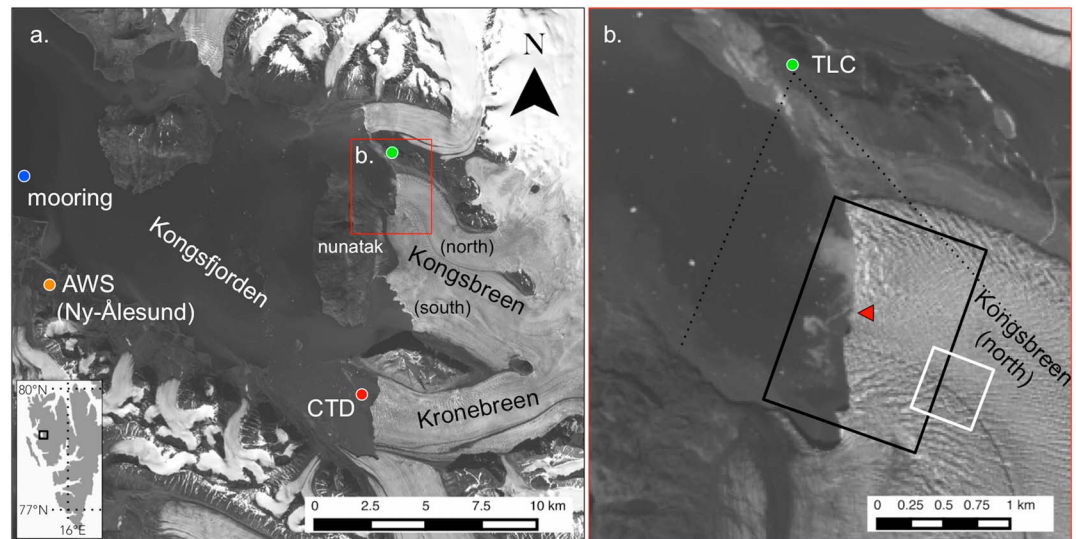 a.
N
b.
mooring
AWS
(Ny-Ålesund)
Kongsfjorden
nunatak
(north)
Kongsbreen
(south)
CTD
Kronebreen
80°N
77°N
16°E
0 2.5 5 7.5 10 km
b.
TLC
Kongsbreen
(north)
0 0.25 0.5 0.75 1 km